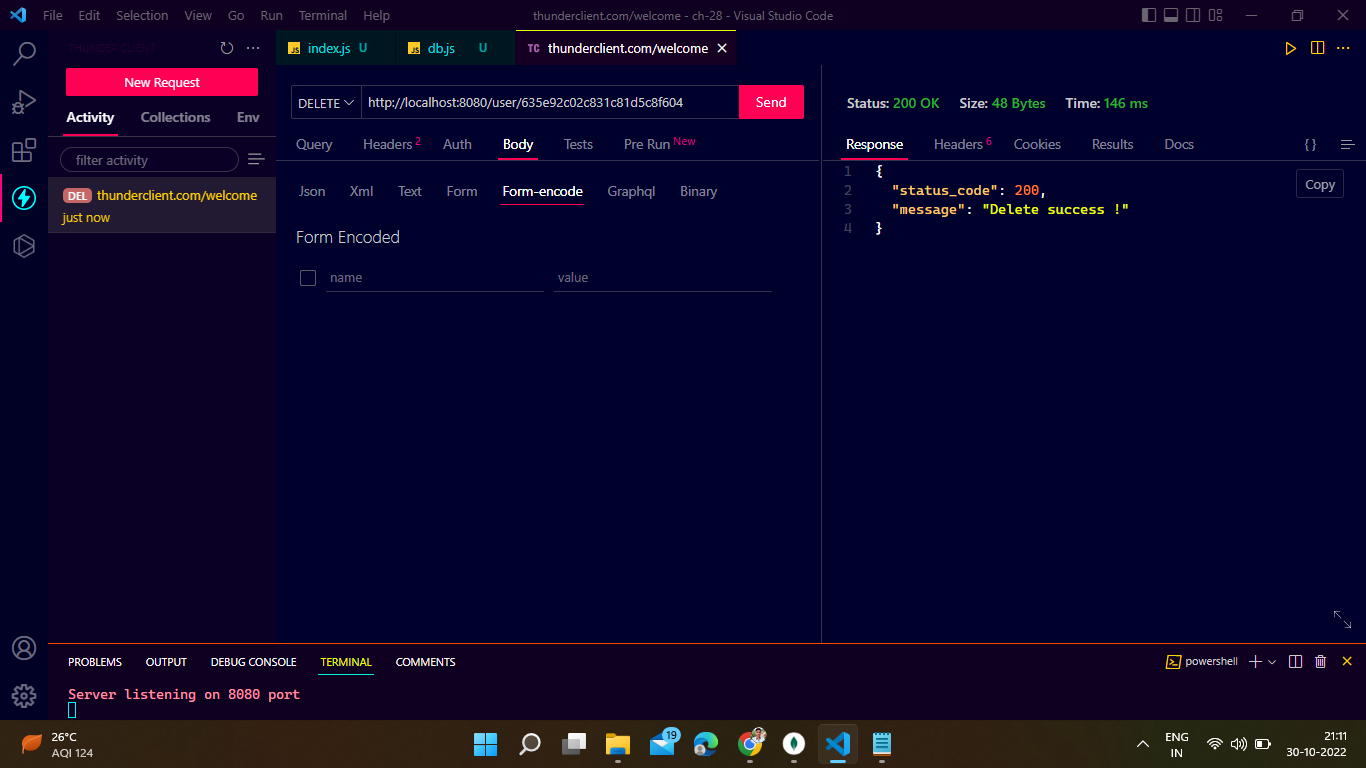 File Edit Selection View Go Run Terminal Help
thunderclient.com/welcome - ch-28 - Visual Studio Code
THUNDER CLIENT
New Request
Activity Collections Env
filter activity
DEL thunderclient.com/welcome
just now
JS index.js U
JS db.js U
TC thunderclient.com/welcome
DELETE http://localhost:8080/user/635e92c02c831c81d5c8f604 Send
Query Headers 2 Auth Body Tests Pre Run New
Json Xml Text Form Form-encode Graphql Binary
Form Encoded
name value
Status: 200 OK Size: 48 Bytes Time: 146 ms
Response Headers 6 Cookies Results Docs { }
Copy
1 {
2 "status_code": 200,
3 "message": "Delete success !"
4 }
PROBLEMS OUTPUT DEBUG CONSOLE TERMINAL COMMENTS
powershell
Server listening on 8080 port
26°C
AQI 124
19
ENG
IN
21:11
30-10-2022